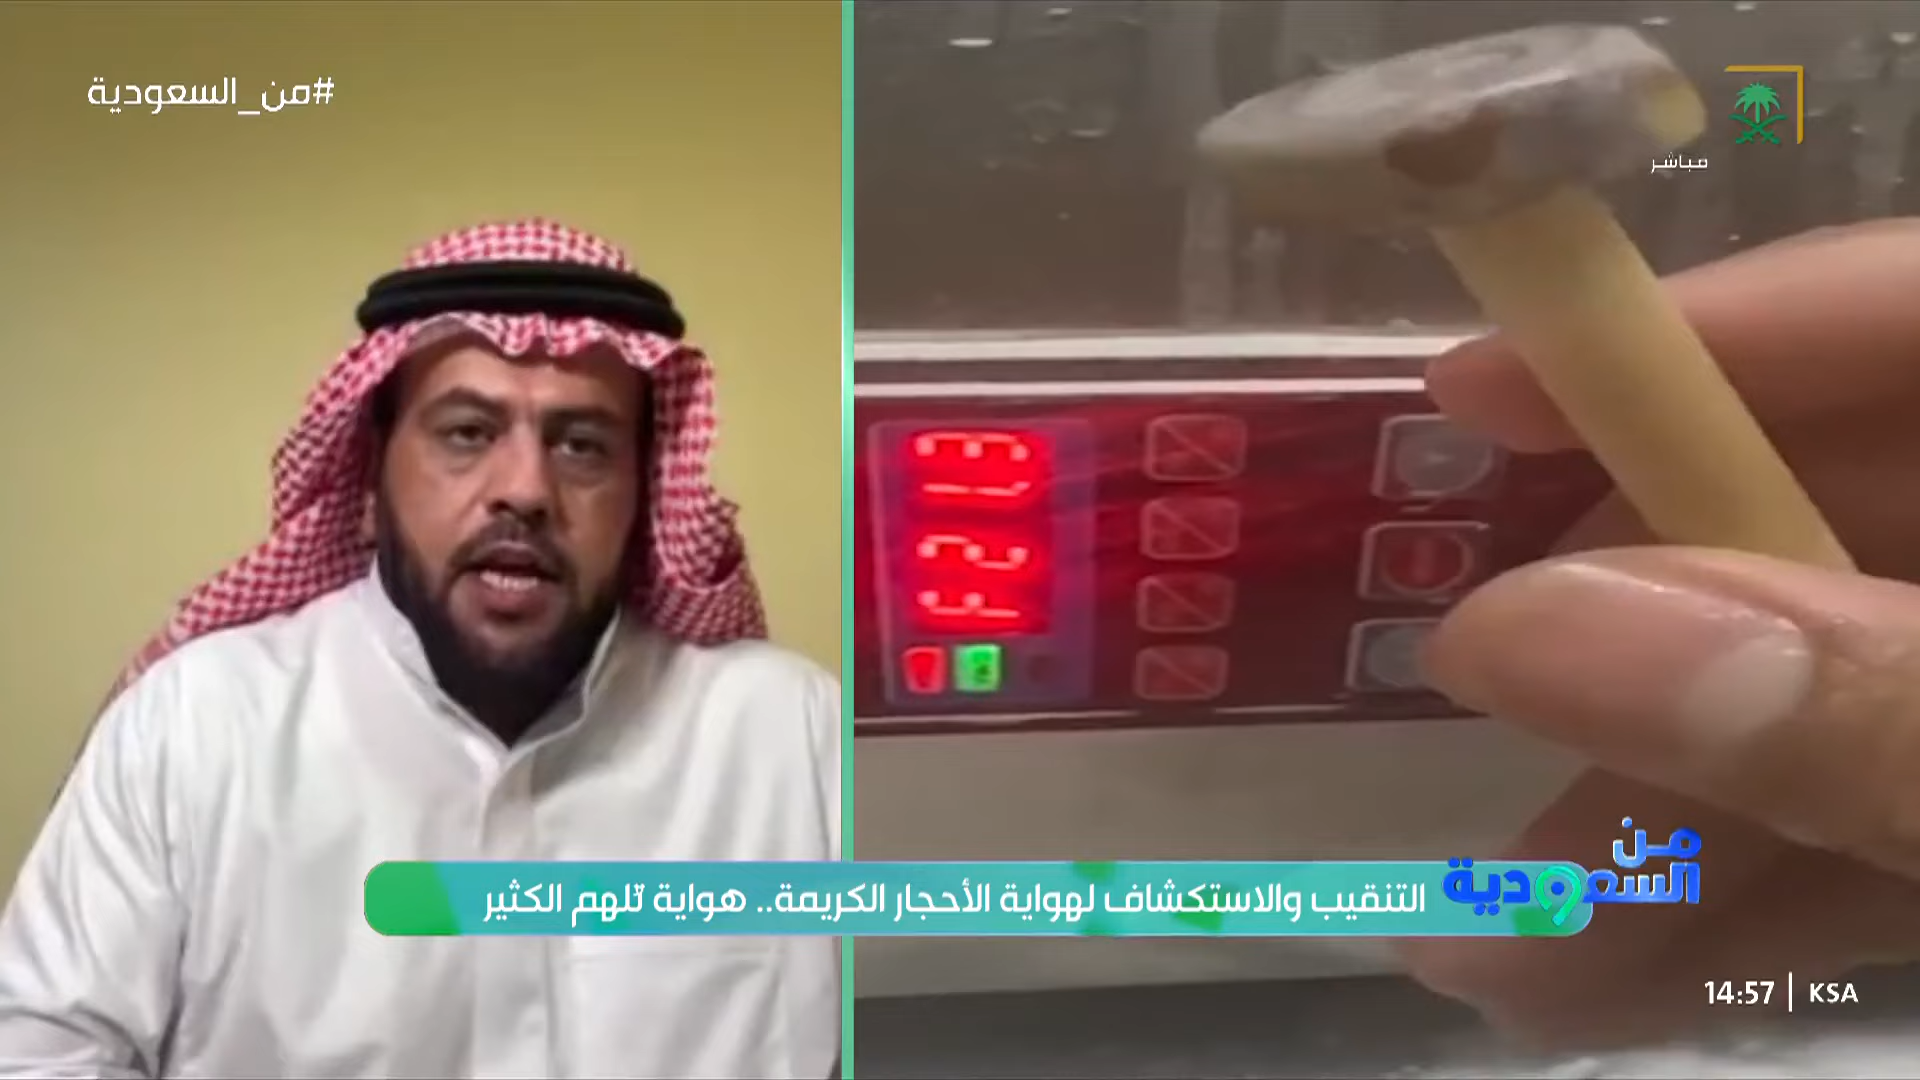 #من_السعودية
مباشر
من
السعودية
التنقيب والاستكشاف لهواية الأحجار الكريمة.. هواية تُلهم الكثير
14:57 | KSA